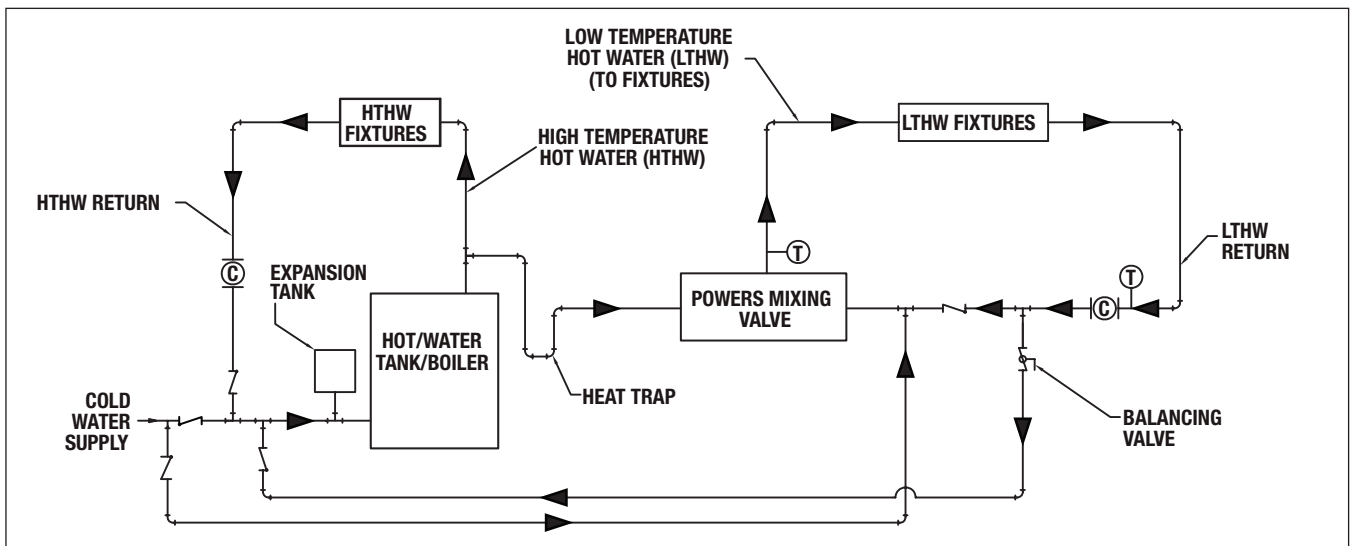 LOW TEMPERATURE
HOT WATER (LTHW)
(TO FIXTURES)
HTHW
FIXTURES
LTHW FIXTURES
HIGH TEMPERATURE
HOT WATER (HTHW)
HTHW RETURN
LTHW
RETURN
T
T
C
C
EXPANSION
TANK
POWERS MIXING
VALVE
HOT/WATER
TANK/BOILER
HEAT TRAP
COLD
WATER
SUPPLY
BALANCING
VALVE